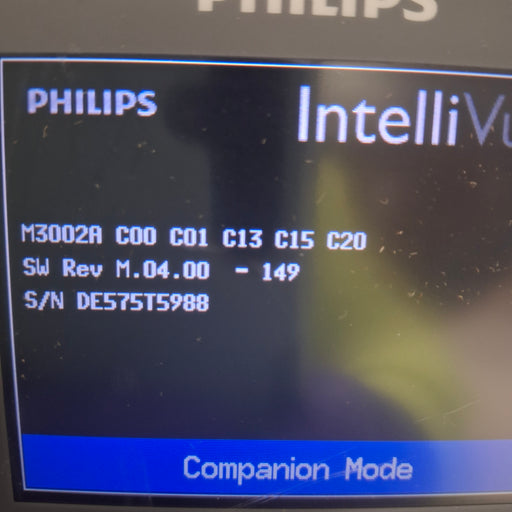 PHILIPS
PHILIPS
IntelliVu
M3002A C00 C01 C13 C15 C20
SW Rev M.04.00 - 149
S/N DE575T5988
Companion Mode